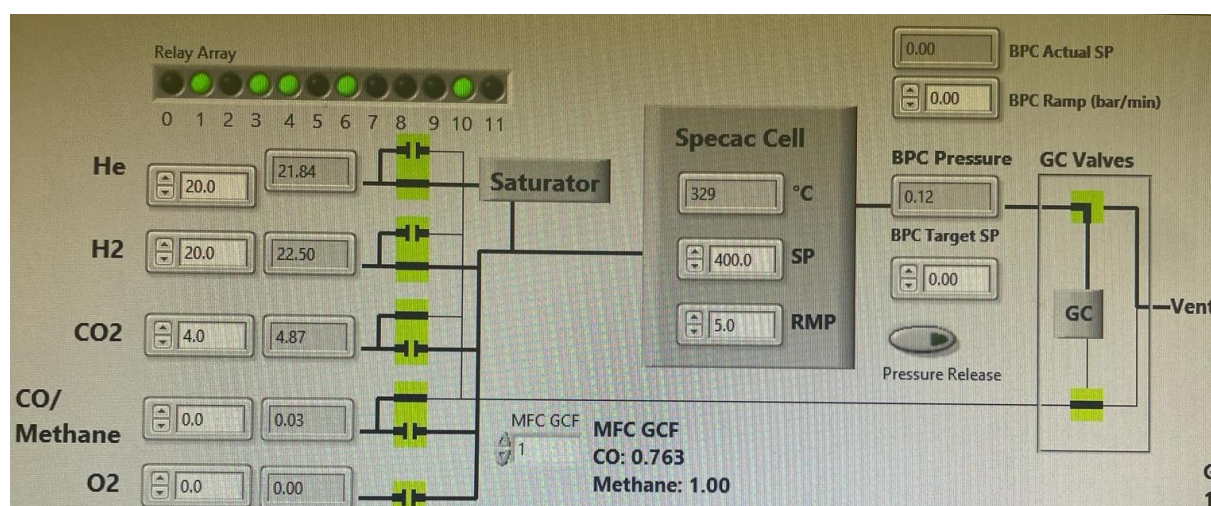 0.00 BPC Actual SP
Relay Array
0.00 BPC Ramp (bar/min)
0 1 2 3 4 5 6 7 8 9 10 11
Specac Cell
He 20.0 21.84
Saturator
329 °C
BPC Pressure GC Valves
0.12
H2 20.0 22.50
400.0 SP
BPC Target SP
0.00
CO2 4.0 4.87
5.0 RMP
GC
Vent
Pressure Release
CO/
Methane 0.0 0.03
MFC GCF
1
MFC GCF
CO: 0.763
Methane: 1.00
O2 0.0 0.00